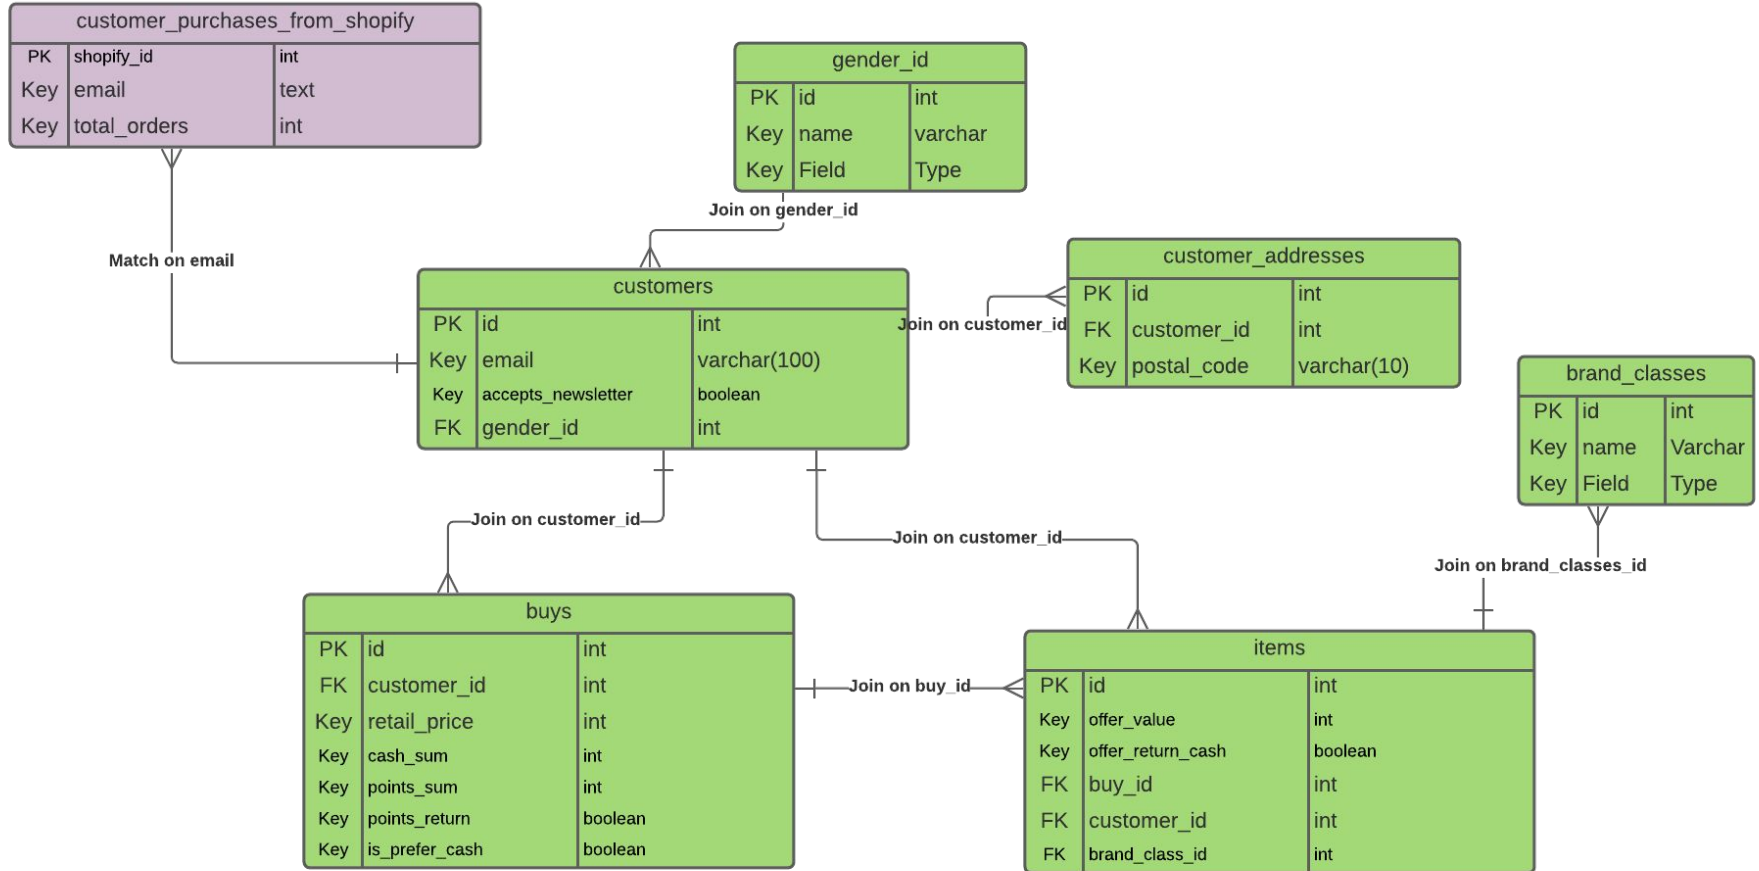 customer_purchases_from_shopify
PK shopify_id int
Key email text
Key total_orders int
gender_id
PK id int
Key name varchar
Key Field Type
Join on gender_id
Match on email
customer_addresses
PK id int
FK customer_id int
Key postal_code varchar(10)
customers
PK id int
Key email varchar(100)
Key accepts_newsletter boolean
FK gender_id int
Join on customer_id
brand_classes
PK id int
Key name Varchar
Key Field Type
Join on customer_id
Join on customer_id
Join on brand_classes_id
buys
PK id int
FK customer_id int
Key retail_price int
Key cash_sum int
Key points_sum int
Key points_return boolean
Key is_prefer_cash boolean
Join on buy_id
items
PK id int
Key offer_value int
Key offer_return_cash boolean
FK buy_id int
FK customer_id int
FK brand_class_id int